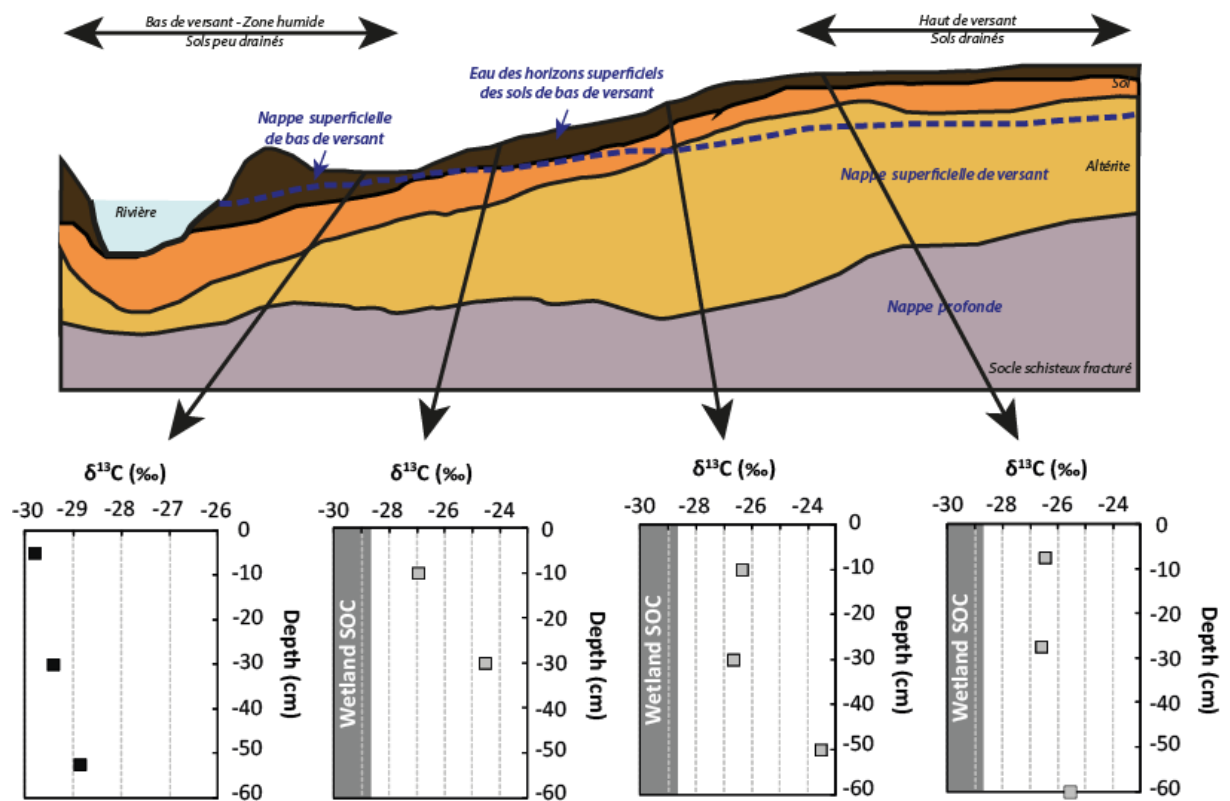 Bas de versant - Zone humide
Sols peu drainés
Haut de versant
Sols drainés
Eau des horizons superficiels
des sols de bas de versant
Sol
Nappe superficielle
de bas de versant
Nappe superficielle de versant
Altérite
Rivière
Nappe profonde
Socle schisteux fracturé
δ¹³C (‰)
-30 -29 -28 -27 -26
0
-10
-20
-30
-40
-50
-60
Depth (cm)
δ¹³C (‰)
-30 -28 -26 -24
Wetland SOC
0
-10
-20
-30
-40
-50
-60
Depth (cm)
δ¹³C (‰)
-30 -28 -26 -24
Wetland SOC
0
-10
-20
-30
-40
-50
-60
Depth (cm)
δ¹³C (‰)
-30 -28 -26 -24
Wetland SOC
0
-10
-20
-30
-40
-50
-60
Depth (cm)